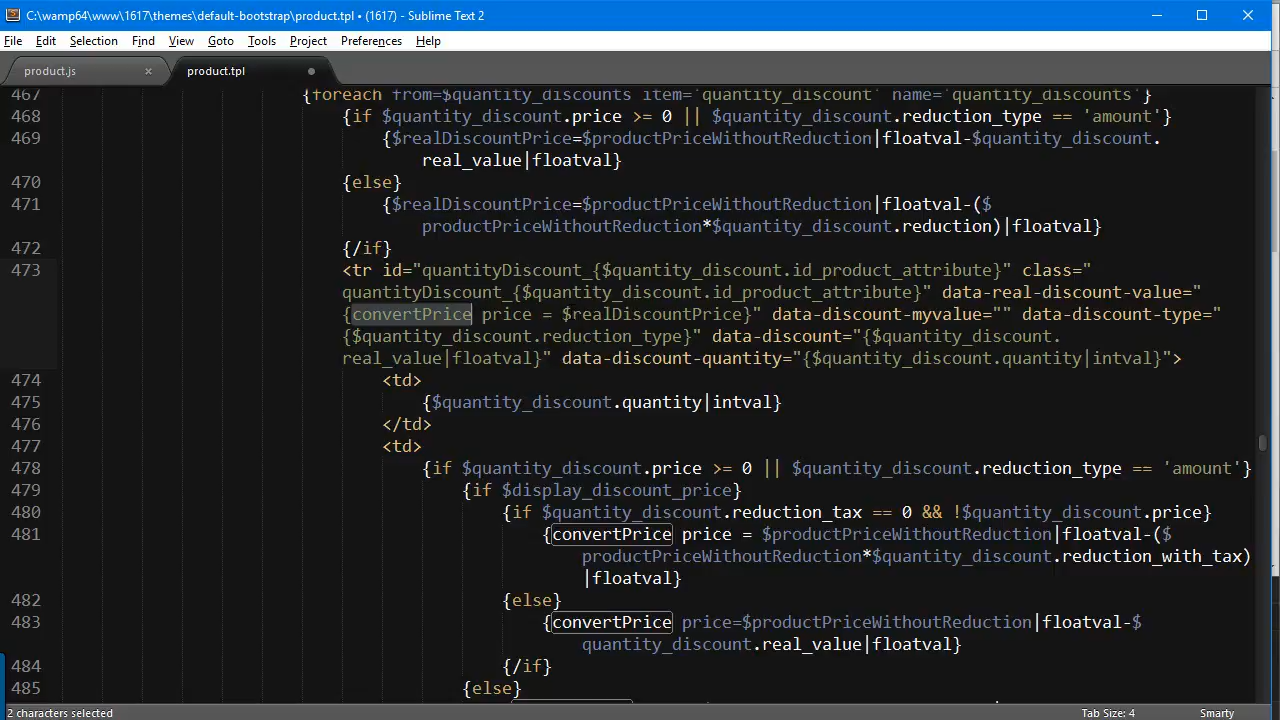 C:\wamp64\www\1617\themes\default-bootstrap\product.tpl • (1617) - Sublime Text 2
File Edit Selection Find View Goto Tools Project Preferences Help
product.js × product.tpl
467 {foreach from=$quantity_discounts item='quantity_discount' name='quantity_discounts'}
468 {if $quantity_discount.price >= 0 || $quantity_discount.reduction_type == 'amount'}
469 {$realDiscountPrice=$productPriceWithoutReduction|floatval-$quantity_discount.
real_value|floatval}
470 {else}
471 {$realDiscountPrice=$productPriceWithoutReduction|floatval-($
productPriceWithoutReduction*$quantity_discount.reduction)|floatval}
472 {/if}
473 <tr id="quantityDiscount_{$quantity_discount.id_product_attribute}" class="
quantityDiscount_{$quantity_discount.id_product_attribute}" data-real-discount-value="
{convertPrice price = $realDiscountPrice}" data-discount-myvalue="" data-discount-type="
{$quantity_discount.reduction_type}" data-discount="{$quantity_discount.
real_value|floatval}" data-discount-quantity="{$quantity_discount.quantity|intval}">
474 <td>
475 {$quantity_discount.quantity|intval}
476 </td>
477 <td>
478 {if $quantity_discount.price >= 0 || $quantity_discount.reduction_type == 'amount'}
479 {if $display_discount_price}
480 {if $quantity_discount.reduction_tax == 0 && !$quantity_discount.price}
481 {convertPrice price = $productPriceWithoutReduction|floatval-($
productPriceWithoutReduction*$quantity_discount.reduction_with_tax)
|floatval}
482 {else}
483 {convertPrice price=$productPriceWithoutReduction|floatval-$
quantity_discount.real_value|floatval}
484 {/if}
485 {else}
2 characters selected Tab Size: 4 Smarty